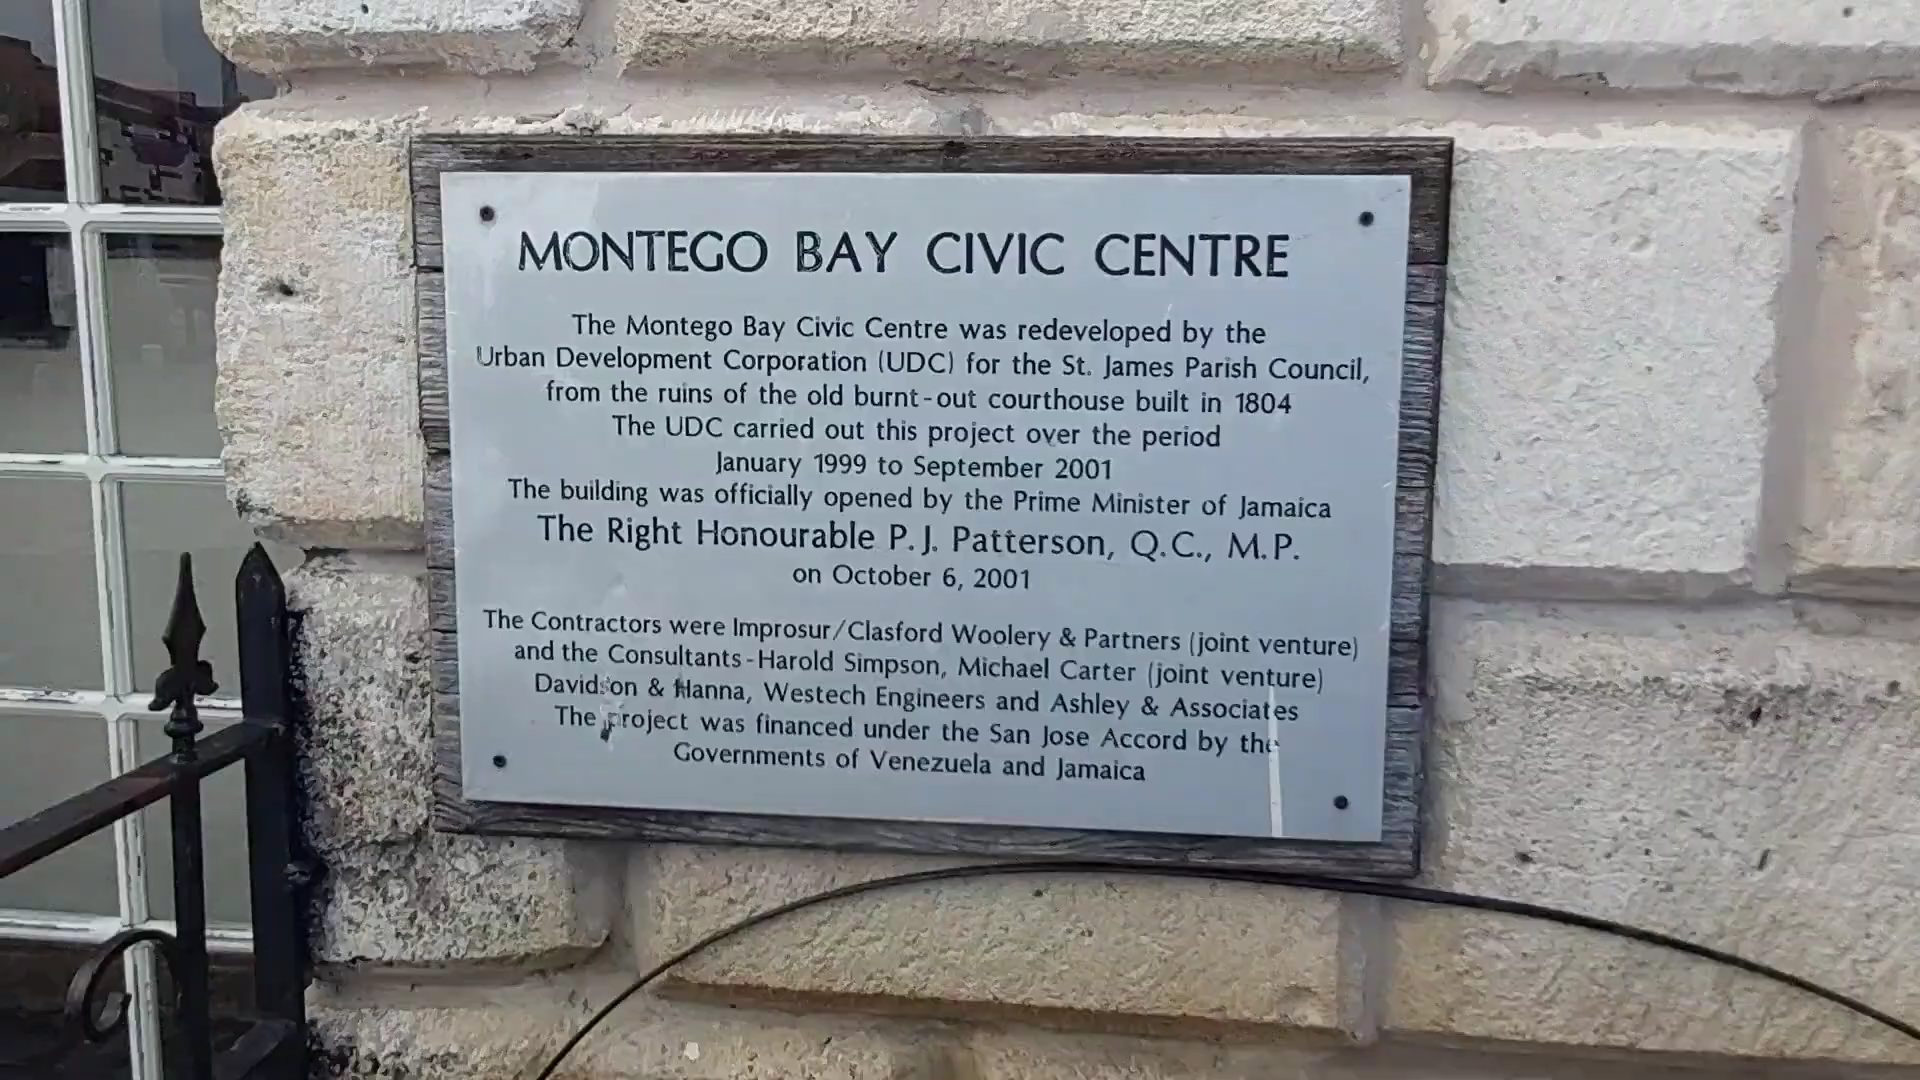 MONTEGO BAY CIVIC CENTRE
The Montego Bay Civic Centre was redeveloped by the
Urban Development Corporation (UDC) for the St. James Parish Council,
from the ruins of the old burnt-out courthouse built in 1804
The UDC carried out this project over the period
January 1999 to September 2001
The building was officially opened by the Prime Minister of Jamaica
The Right Honourable P. J. Patterson, Q.C., M.P.
on October 6, 2001
The Contractors were Improsur/Clasford Woolery & Partners (joint venture)
and the Consultants-Harold Simpson, Michael Carter (joint venture)
Davidson & Hanna, Westech Engineers and Ashley & Associates
The project was financed under the San Jose Accord by the
Governments of Venezuela and Jamaica